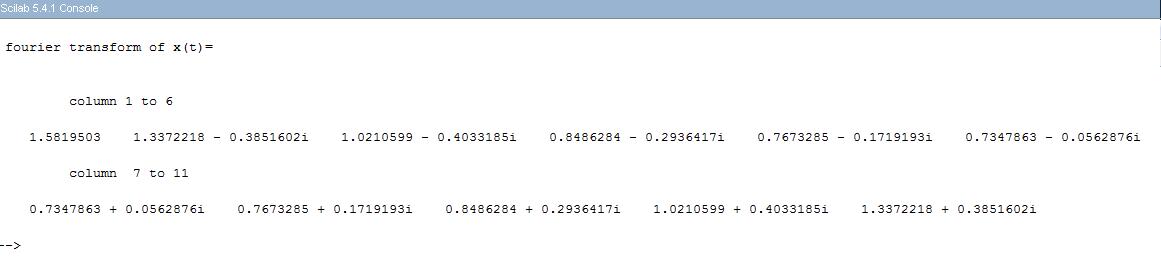 Scilab 5.4.1 Console
fourier transform of x(t)=
column 1 to 6
1.5819503 1.3372218 - 0.3851602i 1.0210599 - 0.4033185i 0.8486284 - 0.2936417i 0.7673285 - 0.1719193i 0.7347863 - 0.0562876i
column 7 to 11
0.7347863 + 0.0562876i 0.7673285 + 0.1719193i 0.8486284 + 0.2936417i 1.0210599 + 0.4033185i 1.3372218 + 0.3851602i
-->